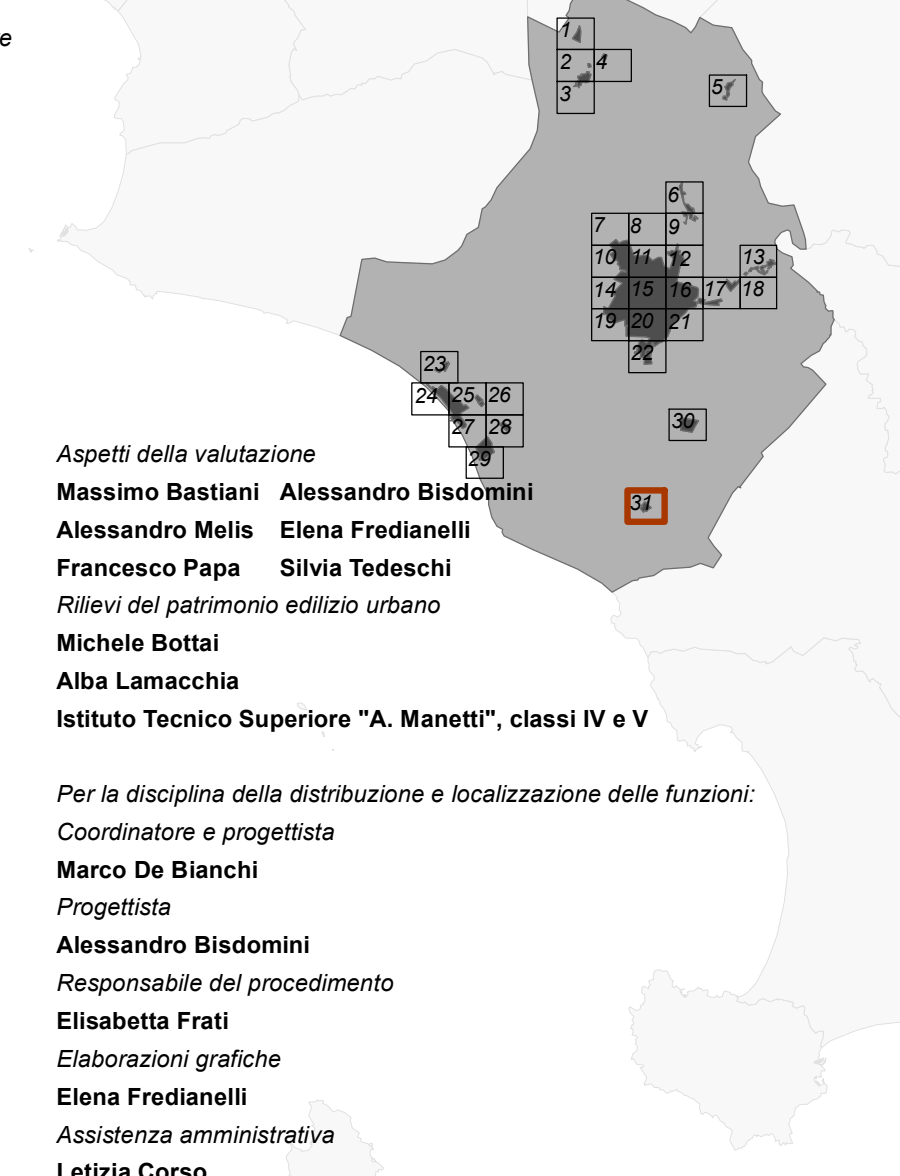 e
1
2 4
3
5
6
7 8 9
10 11 12 13
14 15 16 17 18
19 20 21
22
23
24 25 26
27 28
29
30
31
Aspetti della valutazione
Massimo Bastiani Alessandro Bisdomini
Alessandro Melis Elena Fredianelli
Francesco Papa Silvia Tedeschi
Rilievi del patrimonio edilizio urbano
Michele Bottai
Alba Lamacchia
Istituto Tecnico Superiore "A. Manetti", classi IV e V
Per la disciplina della distribuzione e localizzazione delle funzioni:
Coordinatore e progettista
Marco De Bianchi
Progettista
Alessandro Bisdomini
Responsabile del procedimento
Elisabetta Frati
Elaborazioni grafiche
Elena Fredianelli
Assistenza amministrativa
Letizia Corso